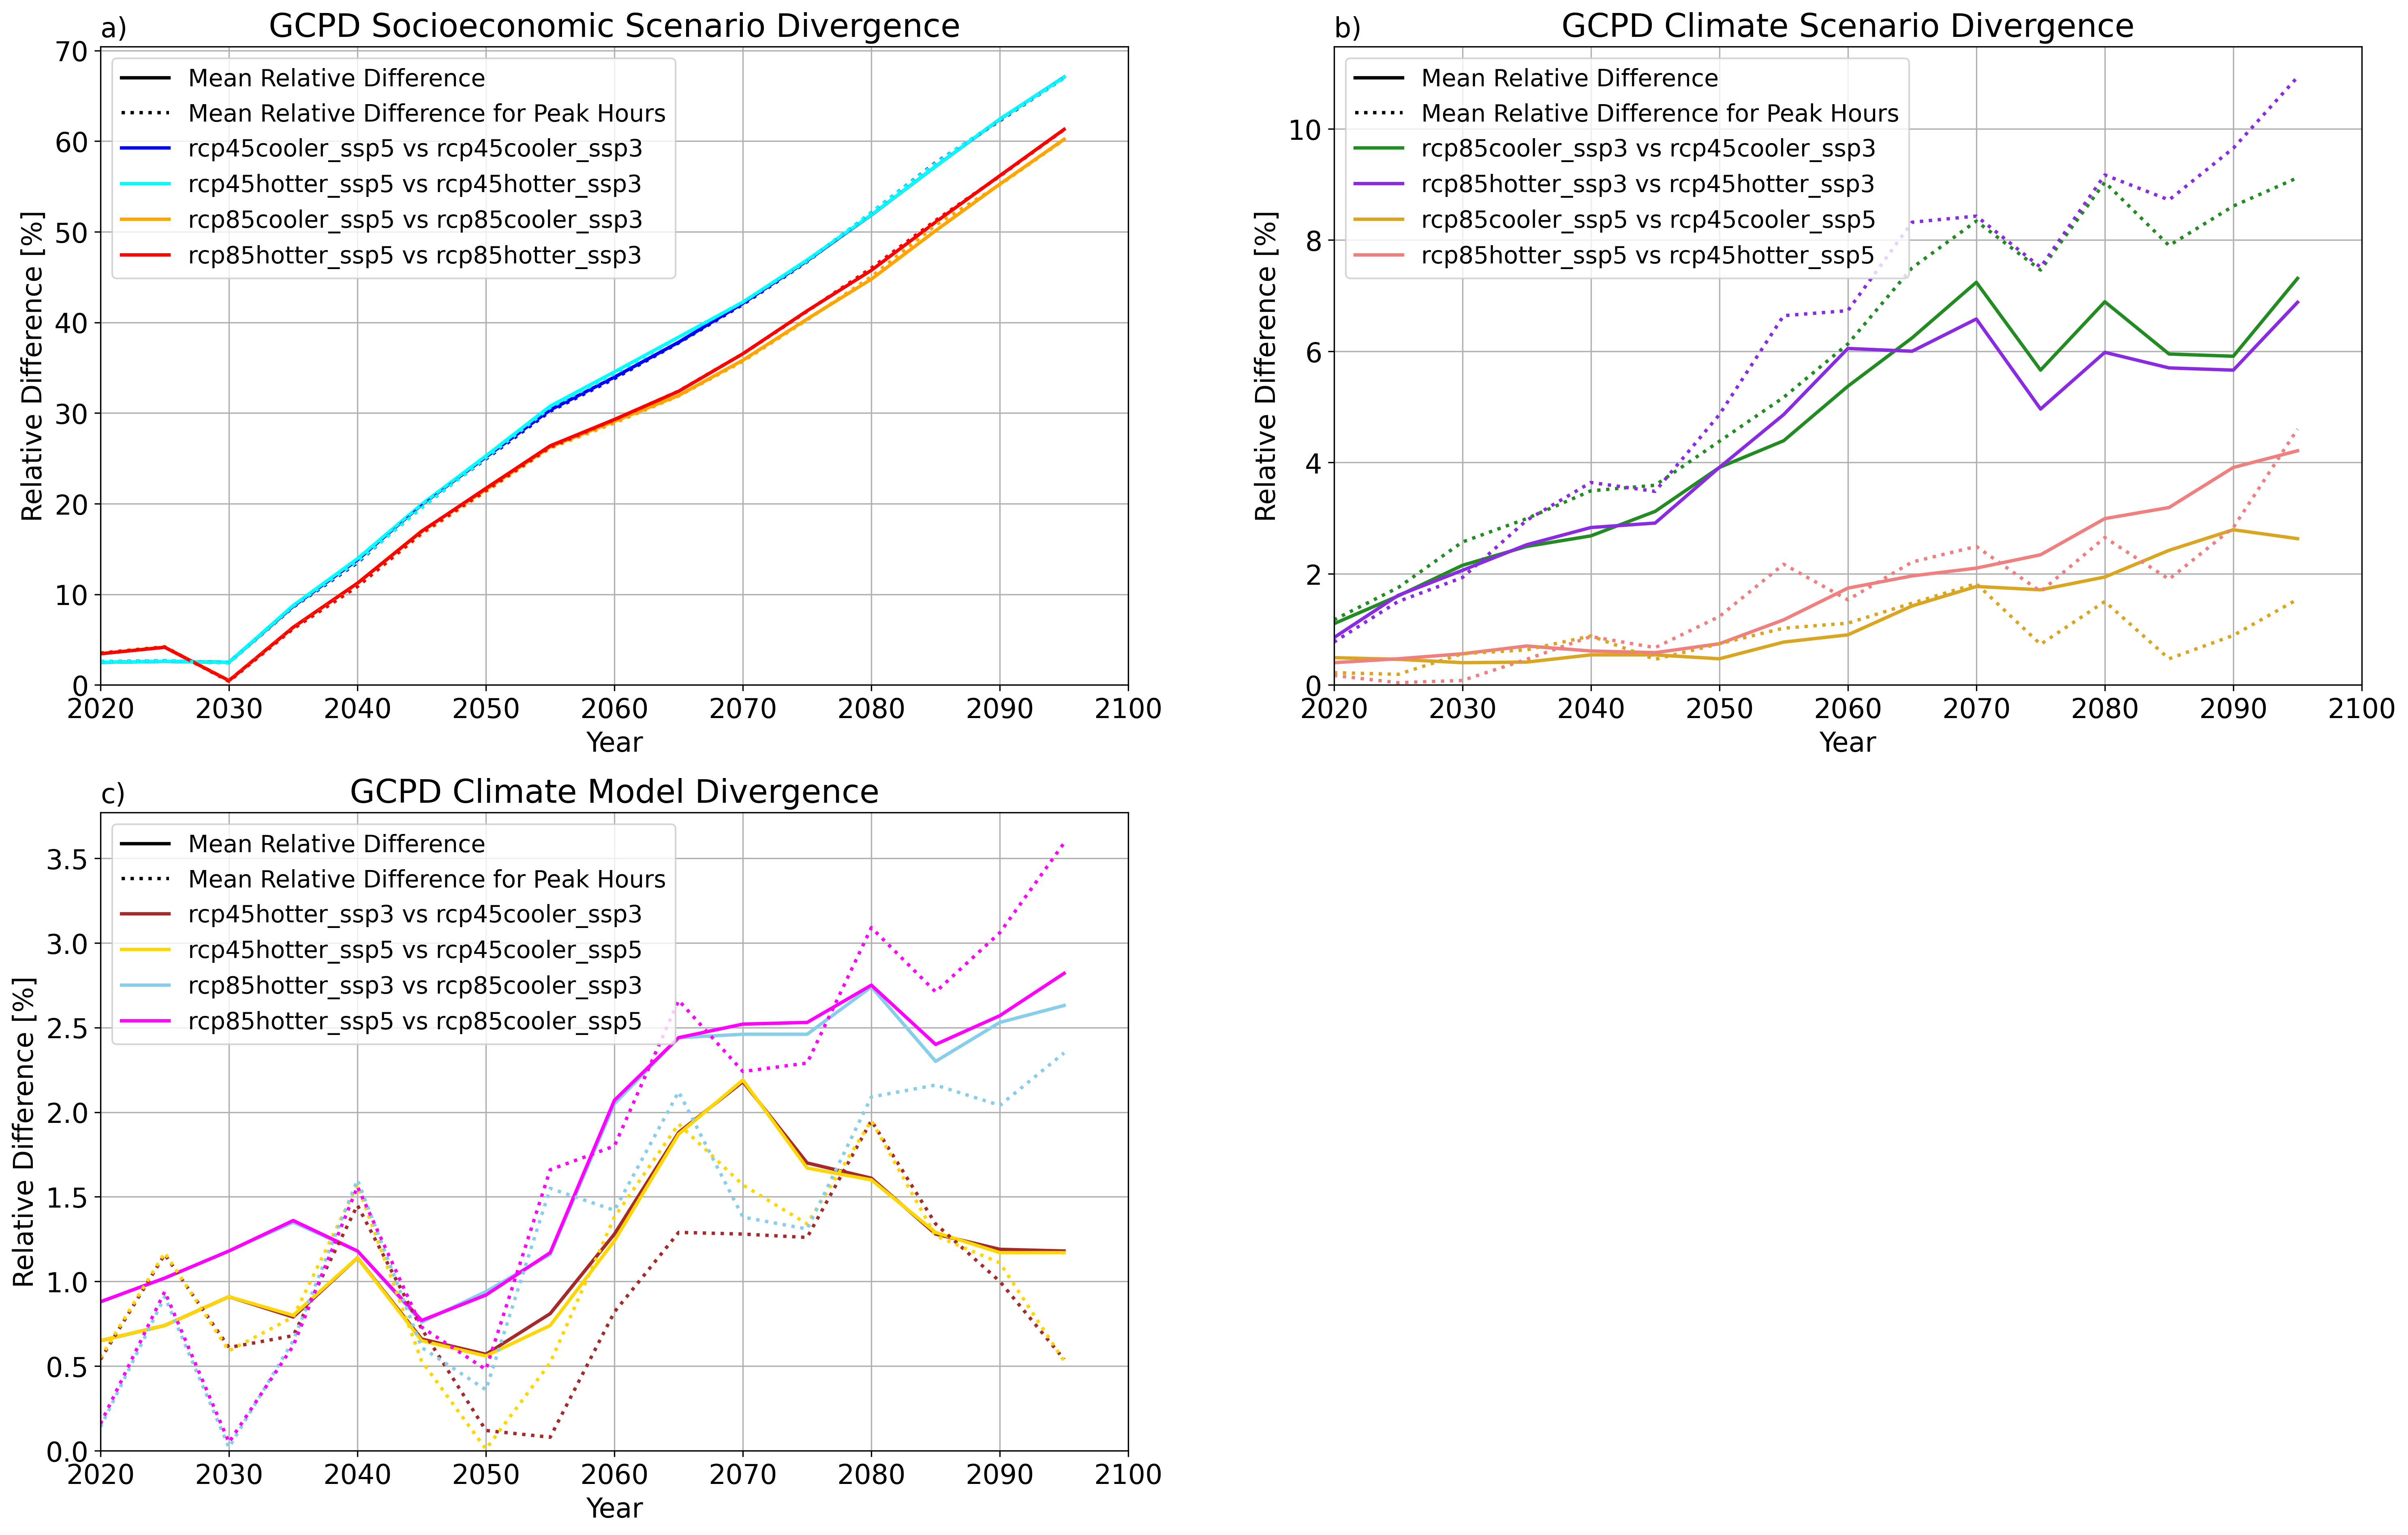 a)
GCPD Socioeconomic Scenario Divergence
70
60
50
40
30
20
10
0
Relative Difference [%]
Mean Relative Difference
Mean Relative Difference for Peak Hours
rcp45cooler_ssp5 vs rcp45cooler_ssp3
rcp45hotter_ssp5 vs rcp45hotter_ssp3
rcp85cooler_ssp5 vs rcp85cooler_ssp3
rcp85hotter_ssp5 vs rcp85hotter_ssp3
2020 2030 2040 2050 2060 2070 2080 2090 2100
Year
b)
GCPD Climate Scenario Divergence
10
8
6
4
2
0
Relative Difference [%]
Mean Relative Difference
Mean Relative Difference for Peak Hours
rcp85cooler_ssp3 vs rcp45cooler_ssp3
rcp85hotter_ssp3 vs rcp45hotter_ssp3
rcp85cooler_ssp5 vs rcp45cooler_ssp5
rcp85hotter_ssp5 vs rcp45hotter_ssp5
2020 2030 2040 2050 2060 2070 2080 2090 2100
Year
c)
GCPD Climate Model Divergence
3.5
3.0
2.5
2.0
1.5
1.0
0.5
0.0
Relative Difference [%]
Mean Relative Difference
Mean Relative Difference for Peak Hours
rcp45hotter_ssp3 vs rcp45cooler_ssp3
rcp45hotter_ssp5 vs rcp45cooler_ssp5
rcp85hotter_ssp3 vs rcp85cooler_ssp3
rcp85hotter_ssp5 vs rcp85cooler_ssp5
2020 2030 2040 2050 2060 2070 2080 2090 2100
Year